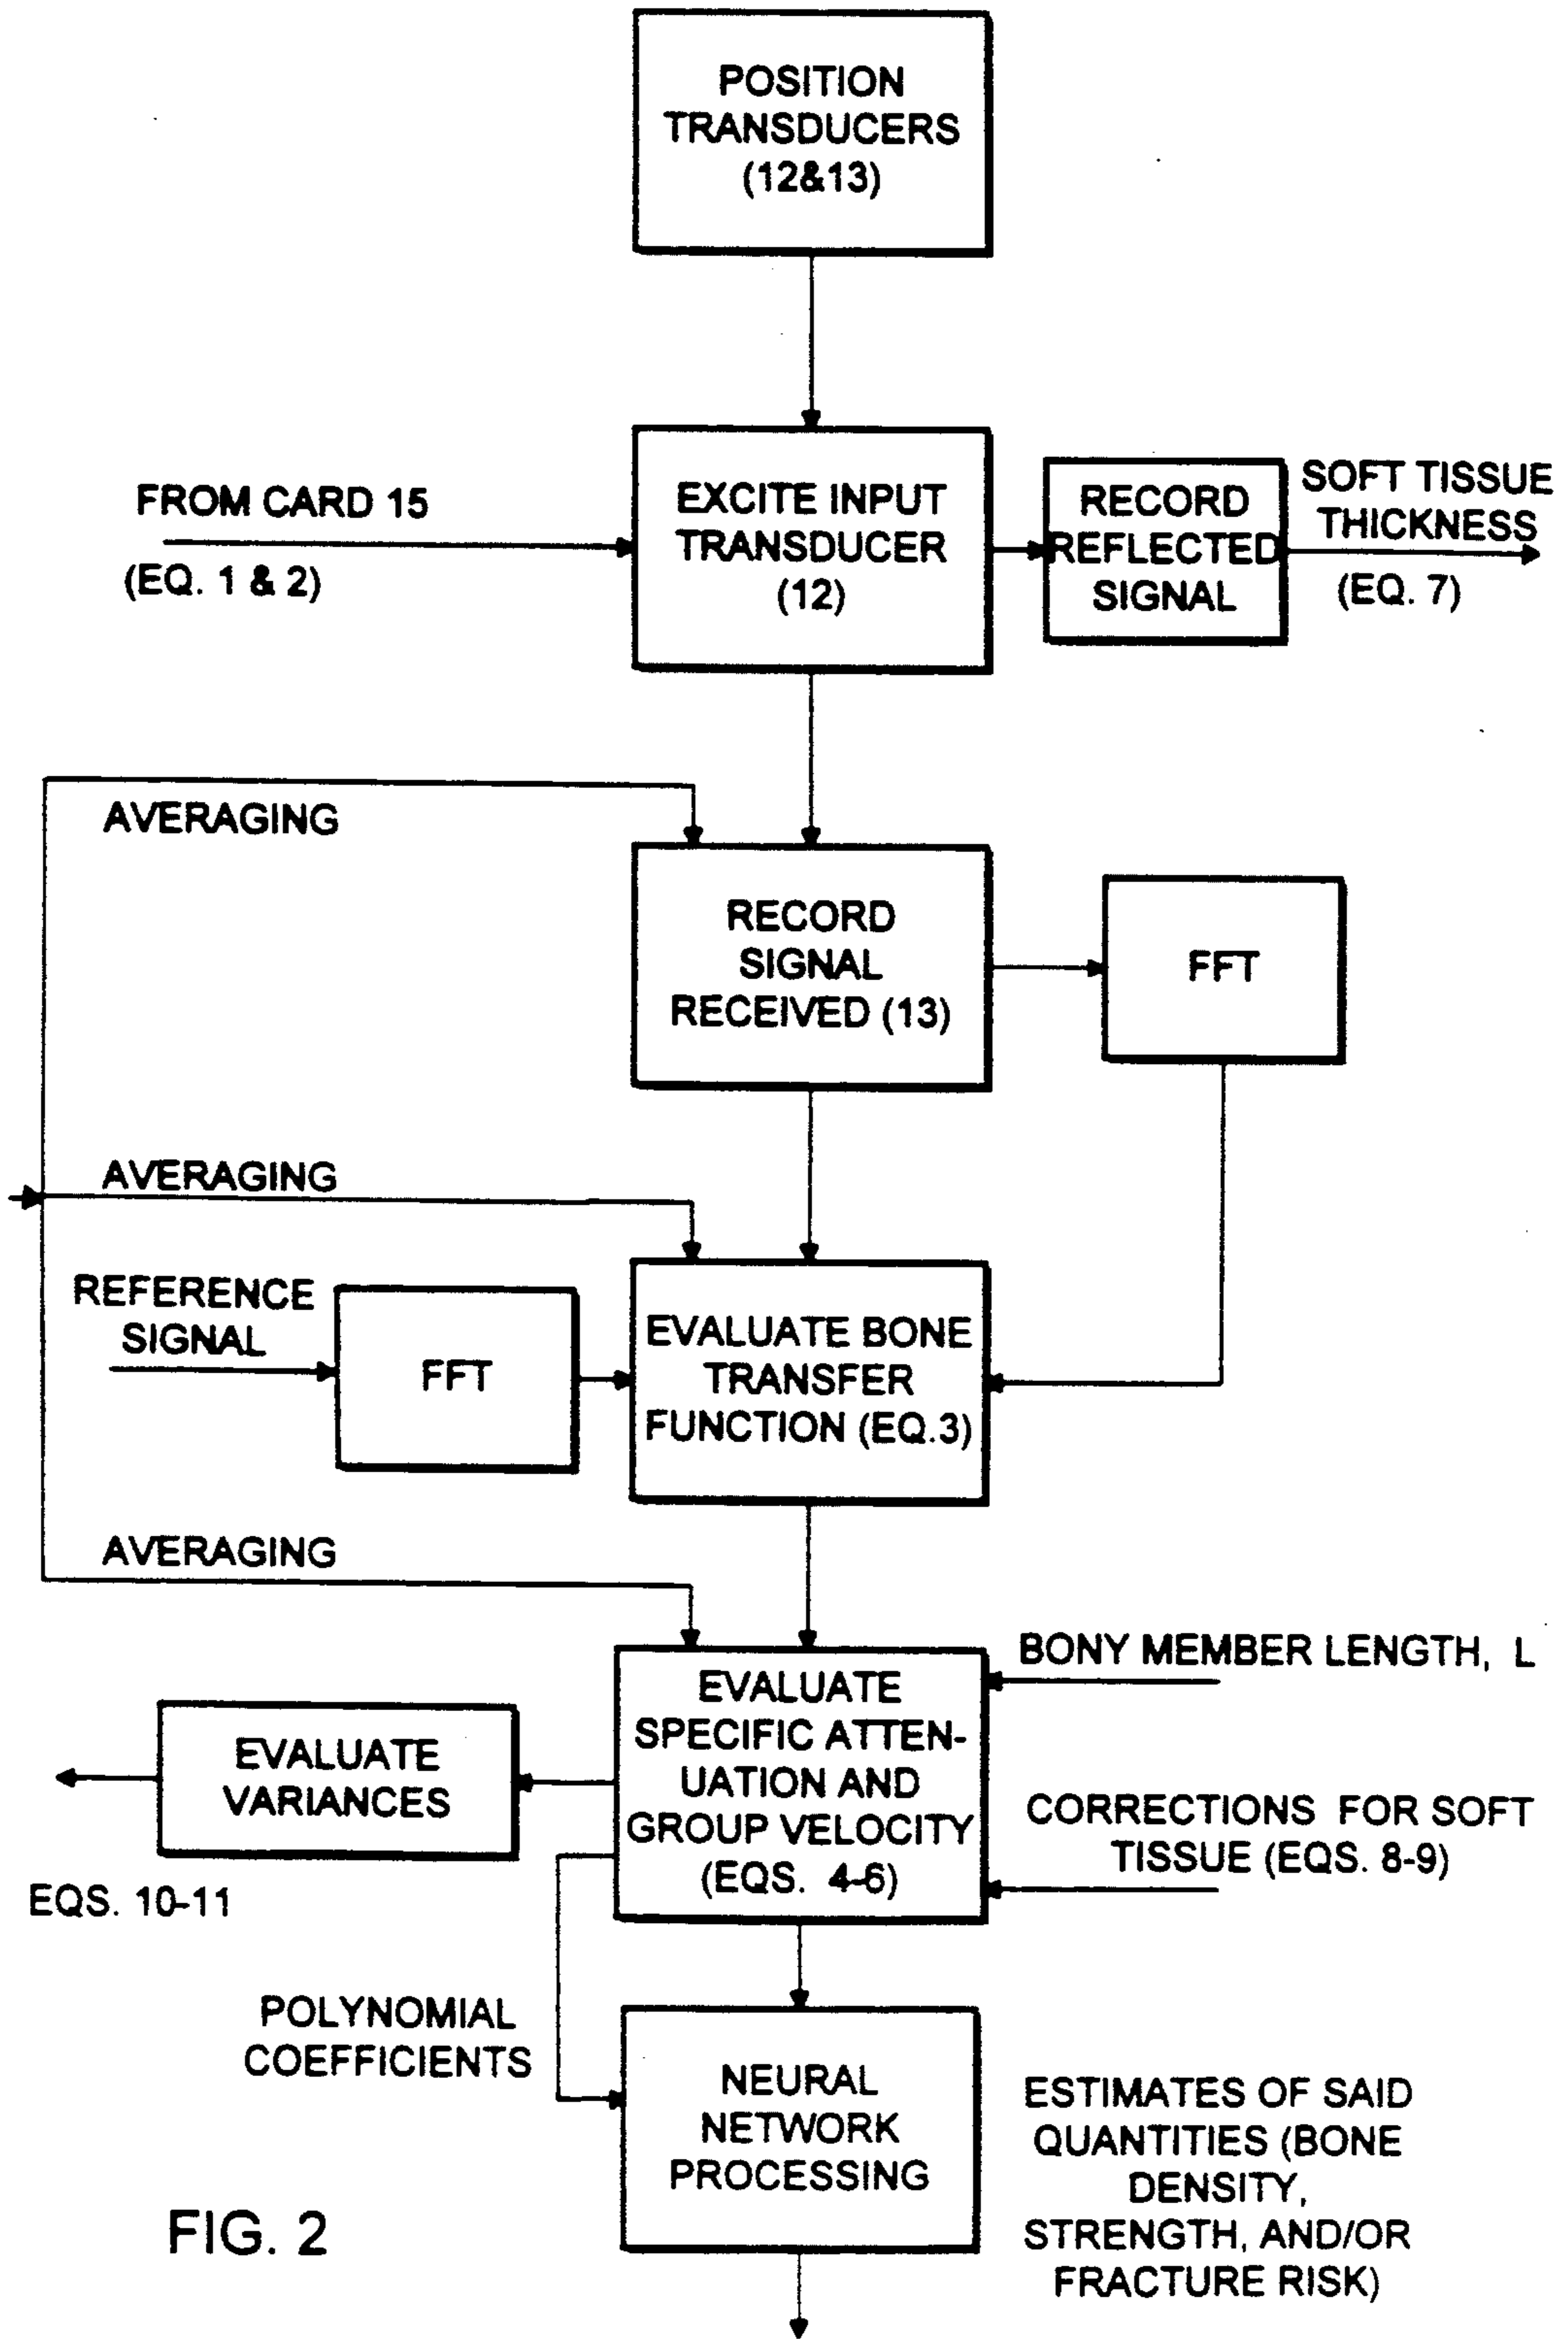 POSITION
TRANSDUCERS
(12&13)
FROM CARD 15
(EQ. 1 & 2)
EXCITE INPUT
TRANSDUCER
(12)
RECORD
REFLECTED
SIGNAL
SOFT TISSUE
THICKNESS
(EQ. 7)
AVERAGING
RECORD
SIGNAL
RECEIVED (13)
FFT
AVERAGING
REFERENCE
SIGNAL
FFT
EVALUATE BONE
TRANSFER
FUNCTION (EQ.3)
AVERAGING
BONY MEMBER LENGTH, L
EVALUATE
SPECIFIC ATTEN-
UATION AND
GROUP VELOCITY
(EQS. 4-6)
EVALUATE
VARIANCES
CORRECTIONS FOR SOFT
TISSUE (EQS. 8-9)
EQS. 10-11
POLYNOMIAL
COEFFICIENTS
NEURAL
NETWORK
PROCESSING
ESTIMATES OF SAID
QUANTITIES (BONE
DENSITY,
STRENGTH, AND/OR
FRACTURE RISK)
FIG. 2